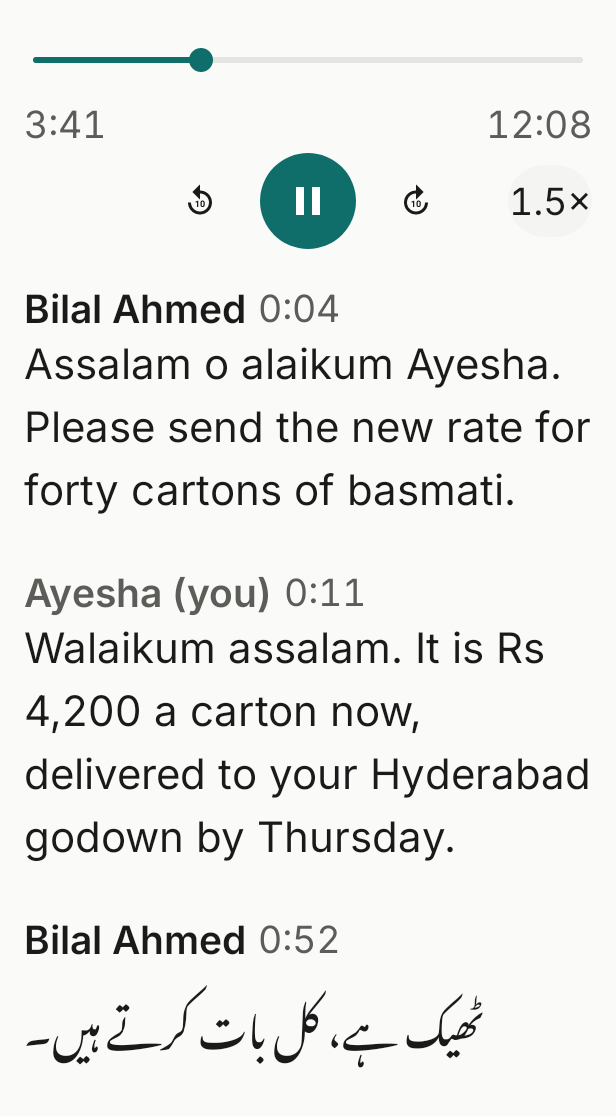 3:41
12:08
10
10
1.5×
Bilal Ahmed 0:04
Assalam o alaikum Ayesha.
Please send the new rate for
forty cartons of basmati.
Ayesha (you) 0:11
Walaikum assalam. It is Rs
4,200 a carton now,
delivered to your Hyderabad
godown by Thursday.
Bilal Ahmed 0:52
ٹھیک ہے، کل بات کرتے ہیں۔